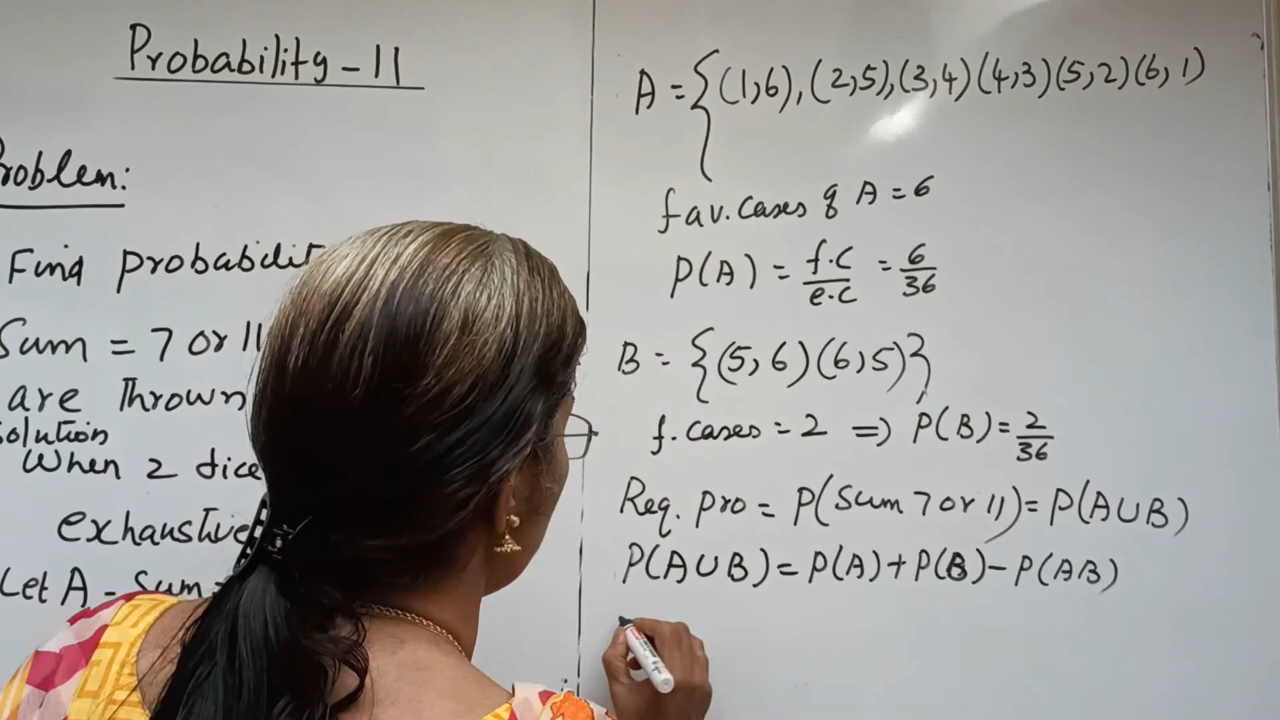 Probability - 11
Problem:
Find probabilit
Sum = 7 or 11
are Thrown
Solution
When 2 dice
exhaustive
Let A - Sum =
A = {(1,6), (2,5), (3,4) (4,3) (5,2) (6,1)
fav. cases of A = 6
P(A) = f.c/e.c = 6/36
B = {(5,6) (6,5)}
f. cases = 2 => P(B) = 2/36
Req. pro = P(Sum 7 or 11) = P(A∪B)
P(A∪B) = P(A) + P(B) - P(AB)